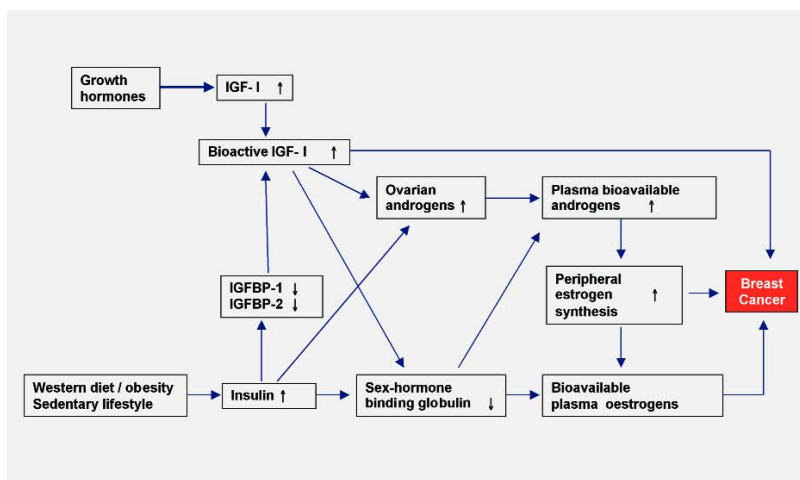 Growth
hormones
IGF- I ↑
Bioactive IGF- I ↑
Ovarian
androgens ↑
Plasma bioavailable
androgens ↑
IGFBP-1 ↓
IGFBP-2 ↓
Peripheral
estrogen ↑
synthesis
Breast
Cancer
Western diet / obesity
Sedentary lifestyle
Insulin ↑
Sex-hormone
binding globulin ↓
Bioavailable
plasma oestrogens